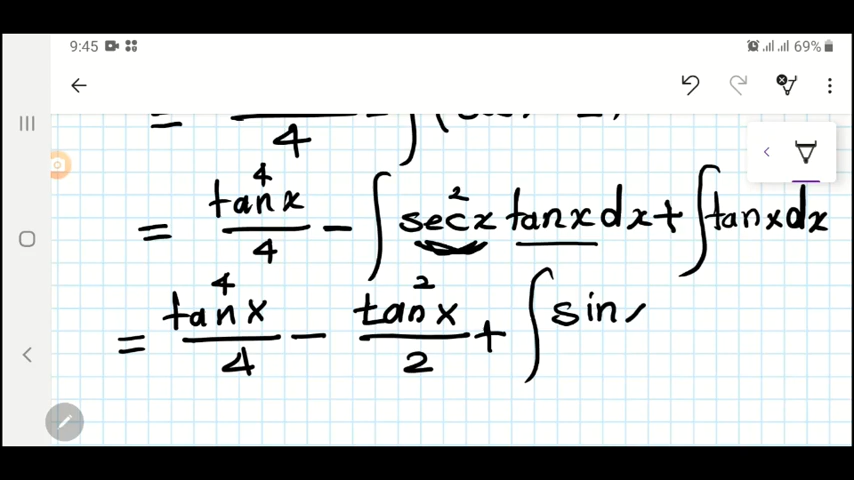 9:45 69%
= 4 - ∫(
= tan⁴x/4 - ∫ sec²x tanx dx + ∫tanx dx
= tan⁴x/4 - tan²x/2 + ∫ sin